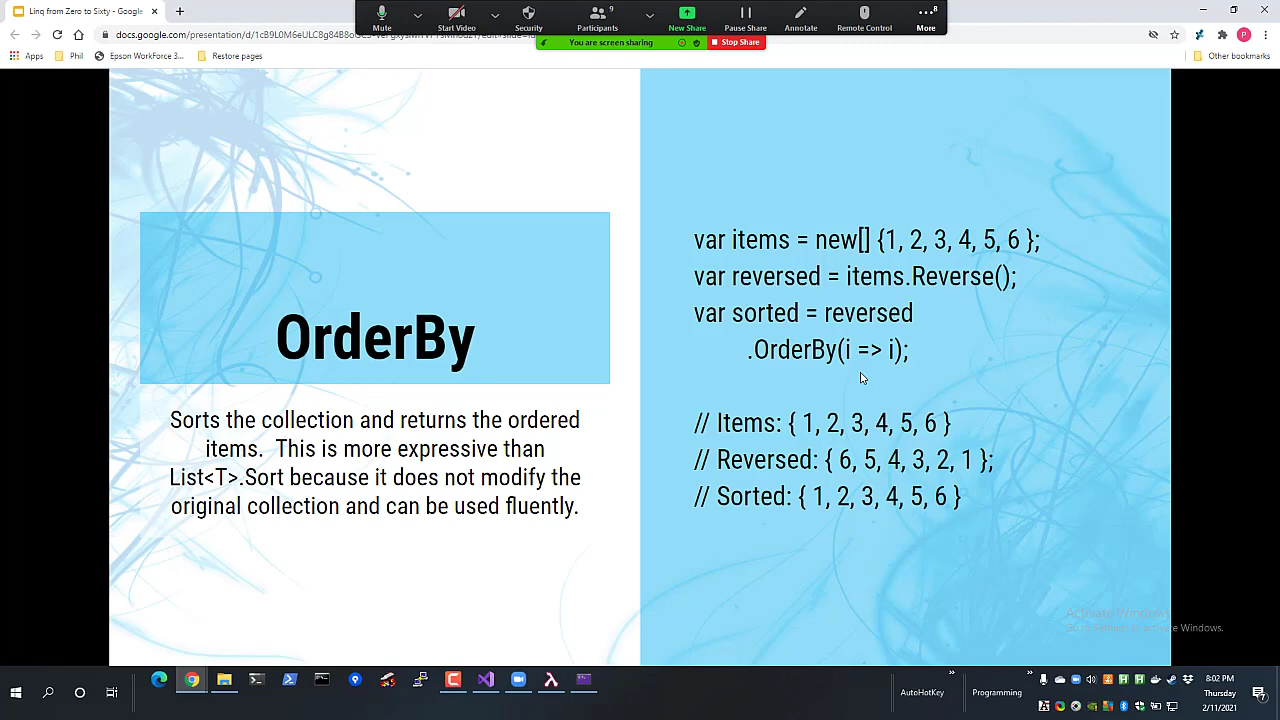 Linq from Zero to Sixty - Google
Mute
Start Video
Security
9
Participants
New Share
Pause Share
Annotate
Remote Control
8
More
You are screen sharing
Stop Share
Apps
Phil
Epson WorkForce 3...
Restore pages
Other bookmarks
P
OrderBy
Sorts the collection and returns the ordered
items. This is more expressive than
List<T>.Sort because it does not modify the
original collection and can be used fluently.
var items = new[] {1, 2, 3, 4, 5, 6 };
var reversed = items.Reverse();
var sorted = reversed
.OrderBy(i => i);
// Items: { 1, 2, 3, 4, 5, 6 }
// Reversed: { 6, 5, 4, 3, 2, 1 };
// Sorted: { 1, 2, 3, 4, 5, 6 }
Activate Windows
AutoHotKey
Programming
8:02 PM
Thursday
2/11/2021